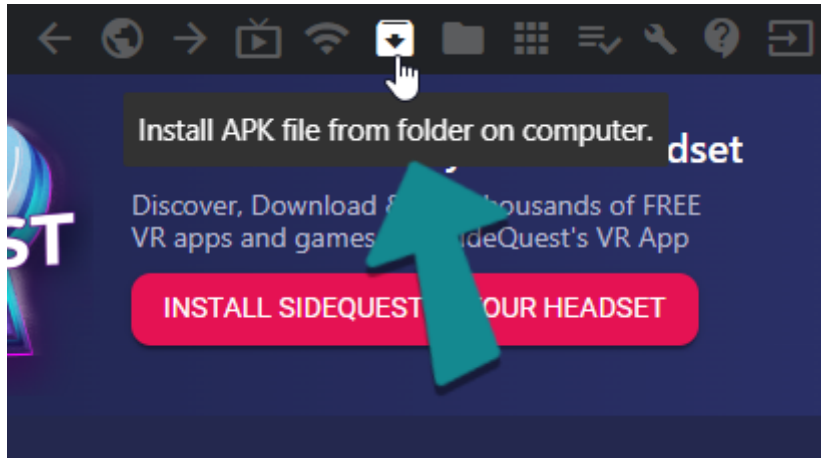 Install APK file from folder on computer.
dset
Discover, Download & ousands of FREE
VR apps and games deQuest's VR App
ST
INSTALL SIDEQUEST OUR HEADSET